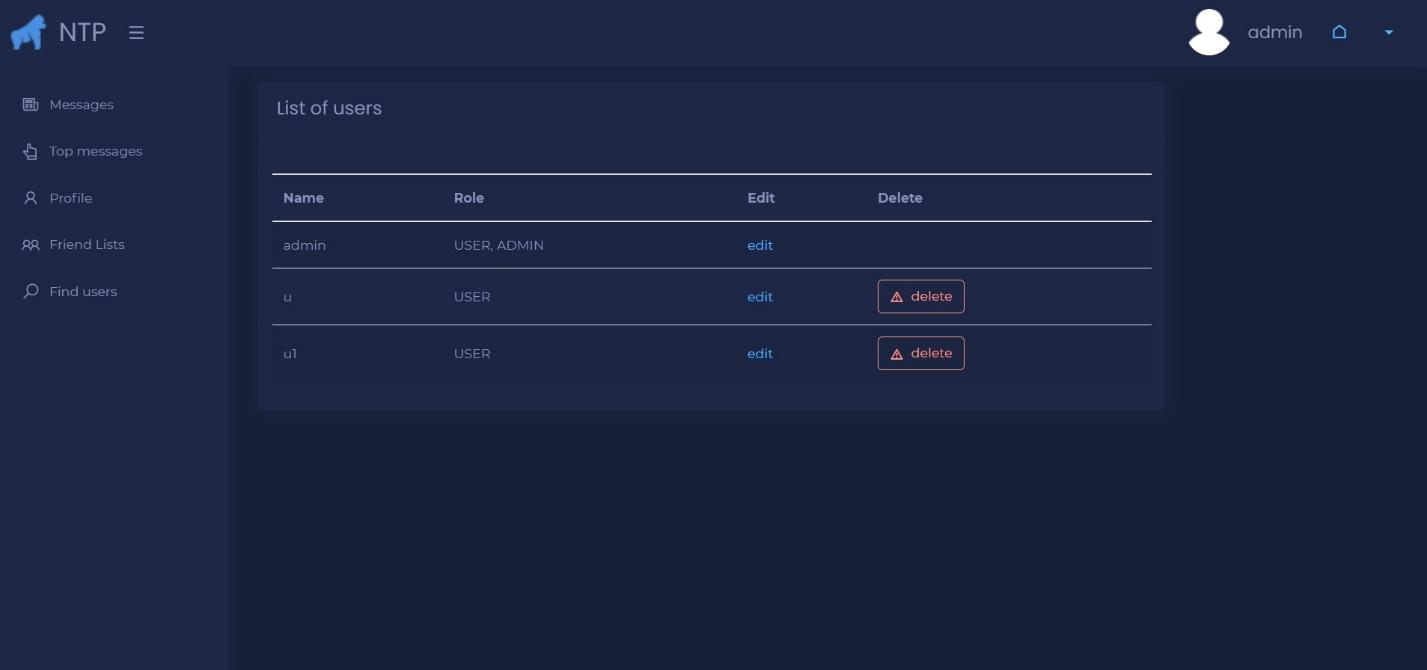 NTP
admin
Messages
Top messages
Profile
Friend Lists
Find users
List of users
Name Role Edit Delete
admin USER, ADMIN edit
u USER edit delete
u1 USER edit delete